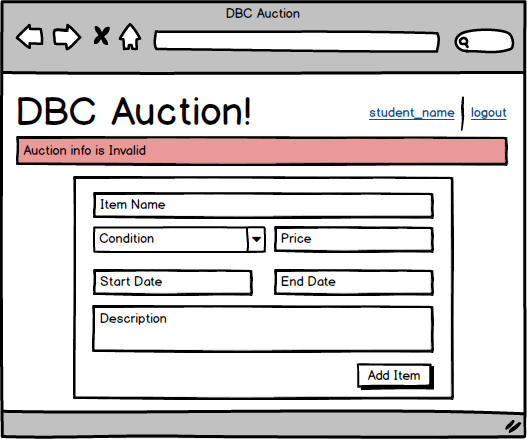 DBC Auction
DBC Auction!
student_name logout
Auction info is Invalid
Item Name
Condition Price
Start Date End Date
Description
Add Item